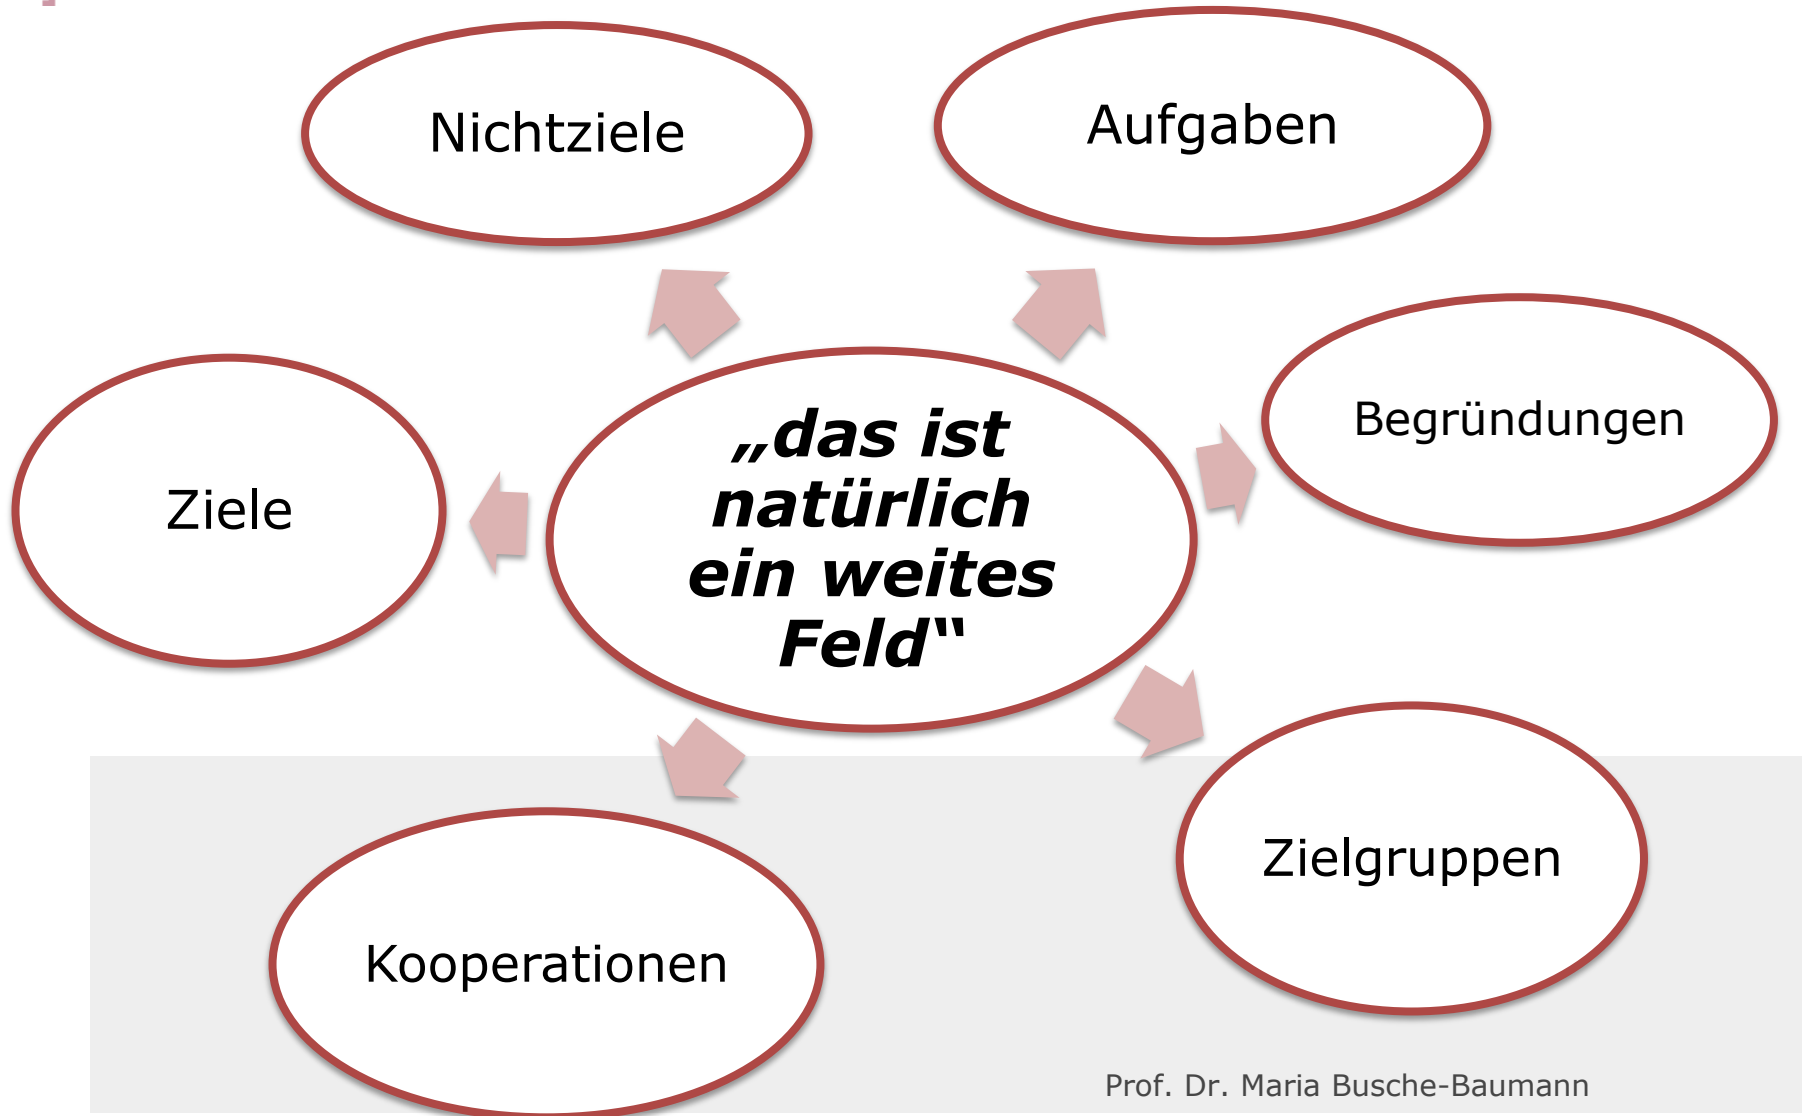 Nichtziele
Aufgaben
Begründungen
Ziele
„das ist
natürlich
ein weites
Feld“
Zielgruppen
Kooperationen
Prof. Dr. Maria Busche-Baumann